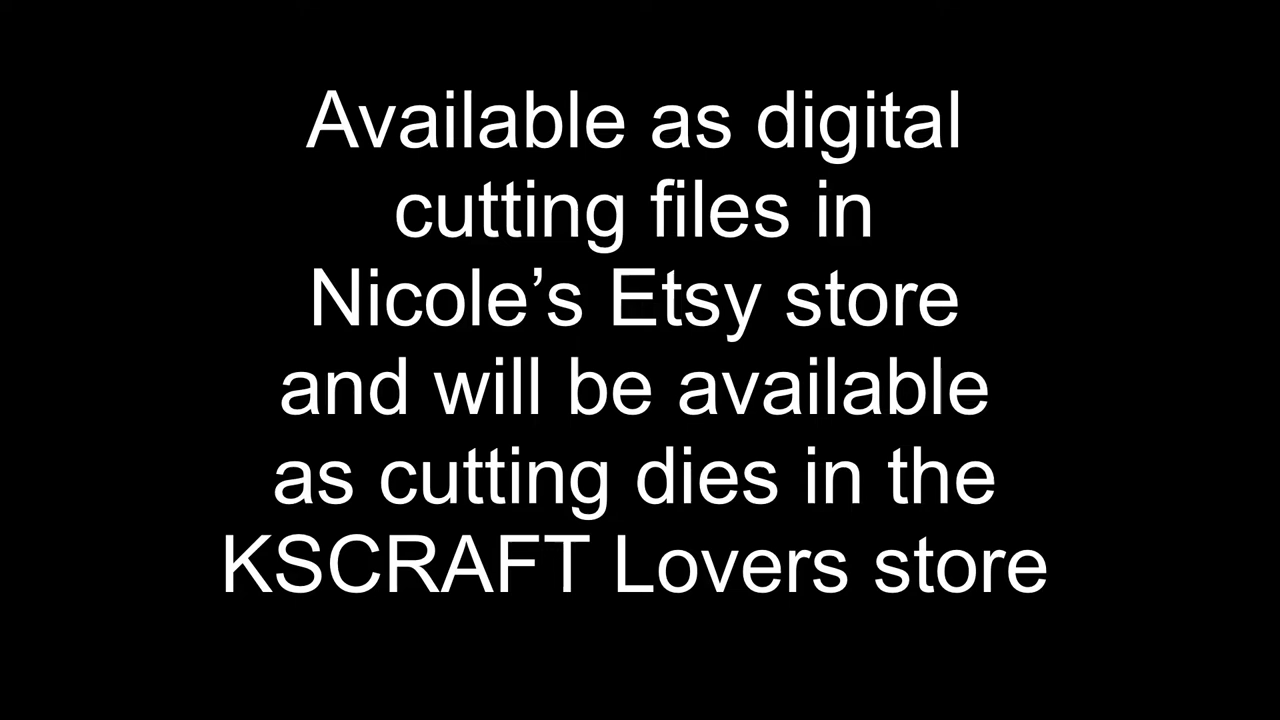 Available as digital
cutting files in
Nicole’s Etsy store
and will be available
as cutting dies in the
KSCRAFT Lovers store